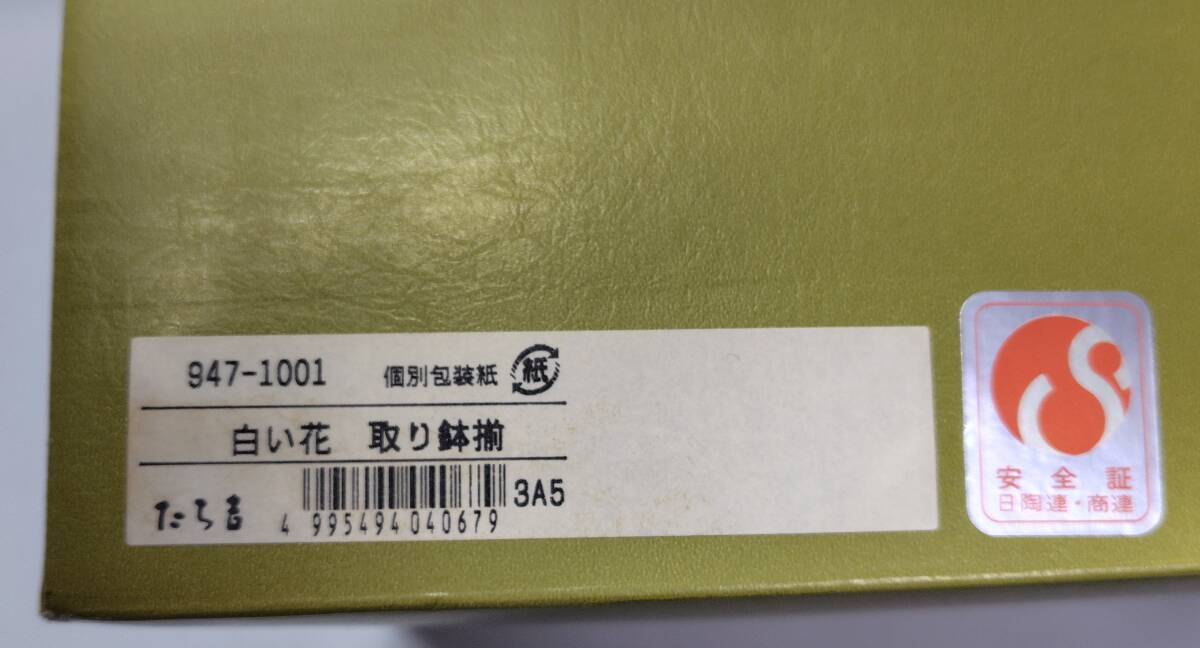 947-1001 個別包装紙 紙
白い花 取り鉢揃
たち吉 3A5
4 995494 040679
安全証
日陶連・商連